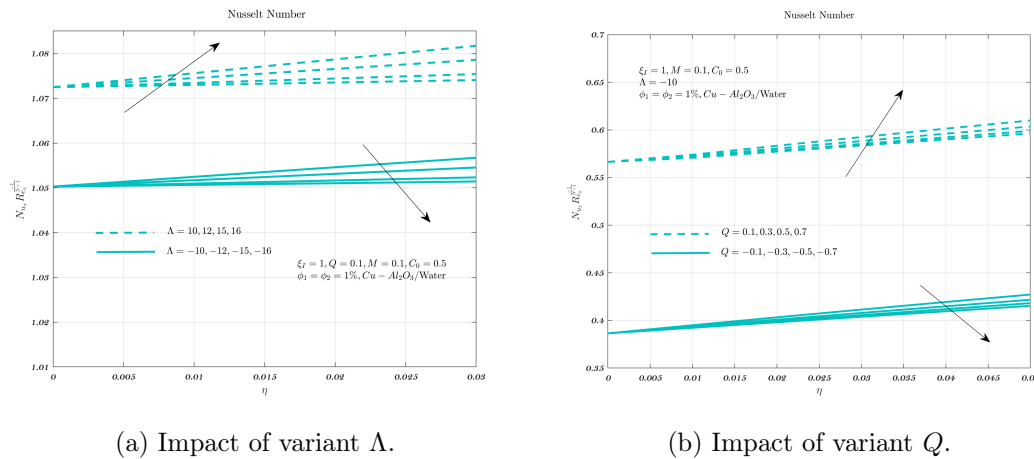 Nusselt Number
1.08
1.07
1.06
1.05
1.04
1.03
1.02
1.01
0 0.005 0.01 0.015 0.02 0.025 0.03
η
Λ = 10, 12, 15, 16
Λ = −10, −12, −15, −16
ξ_I = 1, Q = 0.1, M = 0.1, C_0 = 0.5
ϕ_1 = ϕ_2 = 1%, Cu − Al_2O_3/Water
(a) Impact of variant Λ.
Nusselt Number
0.7
0.65
0.6
0.55
0.5
0.45
0.4
0.35
0 0.005 0.01 0.015 0.02 0.025 0.03 0.035 0.04 0.045 0.0
η
ξ_I = 1, M = 0.1, C_0 = 0.5
Λ = −10
ϕ_1 = ϕ_2 = 1%, Cu − Al_2O_3/Water
Q = 0.1, 0.3, 0.5, 0.7
Q = −0.1, −0.3, −0.5, −0.7
(b) Impact of variant Q.